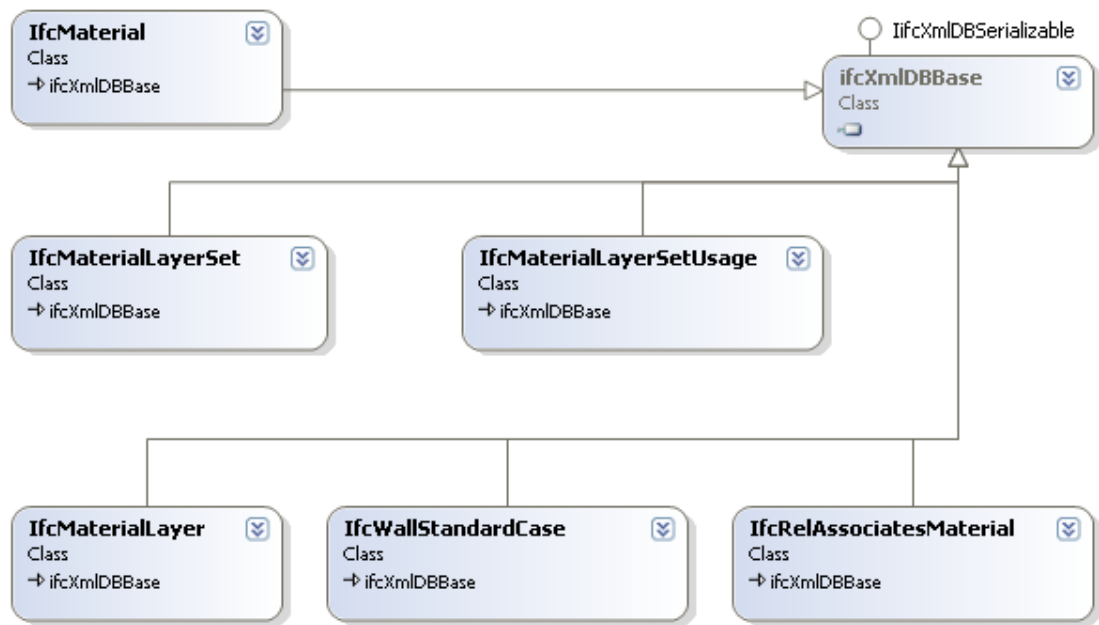 IfcMaterial
Class
ifcXmlDBBase
IifcXmlDBSerializable
ifcXmlDBBase
Class
IfcMaterialLayerSet
Class
ifcXmlDBBase
IfcMaterialLayerSetUsage
Class
ifcXmlDBBase
IfcMaterialLayer
Class
ifcXmlDBBase
IfcWallStandardCase
Class
ifcXmlDBBase
IfcRelAssociatesMaterial
Class
ifcXmlDBBase